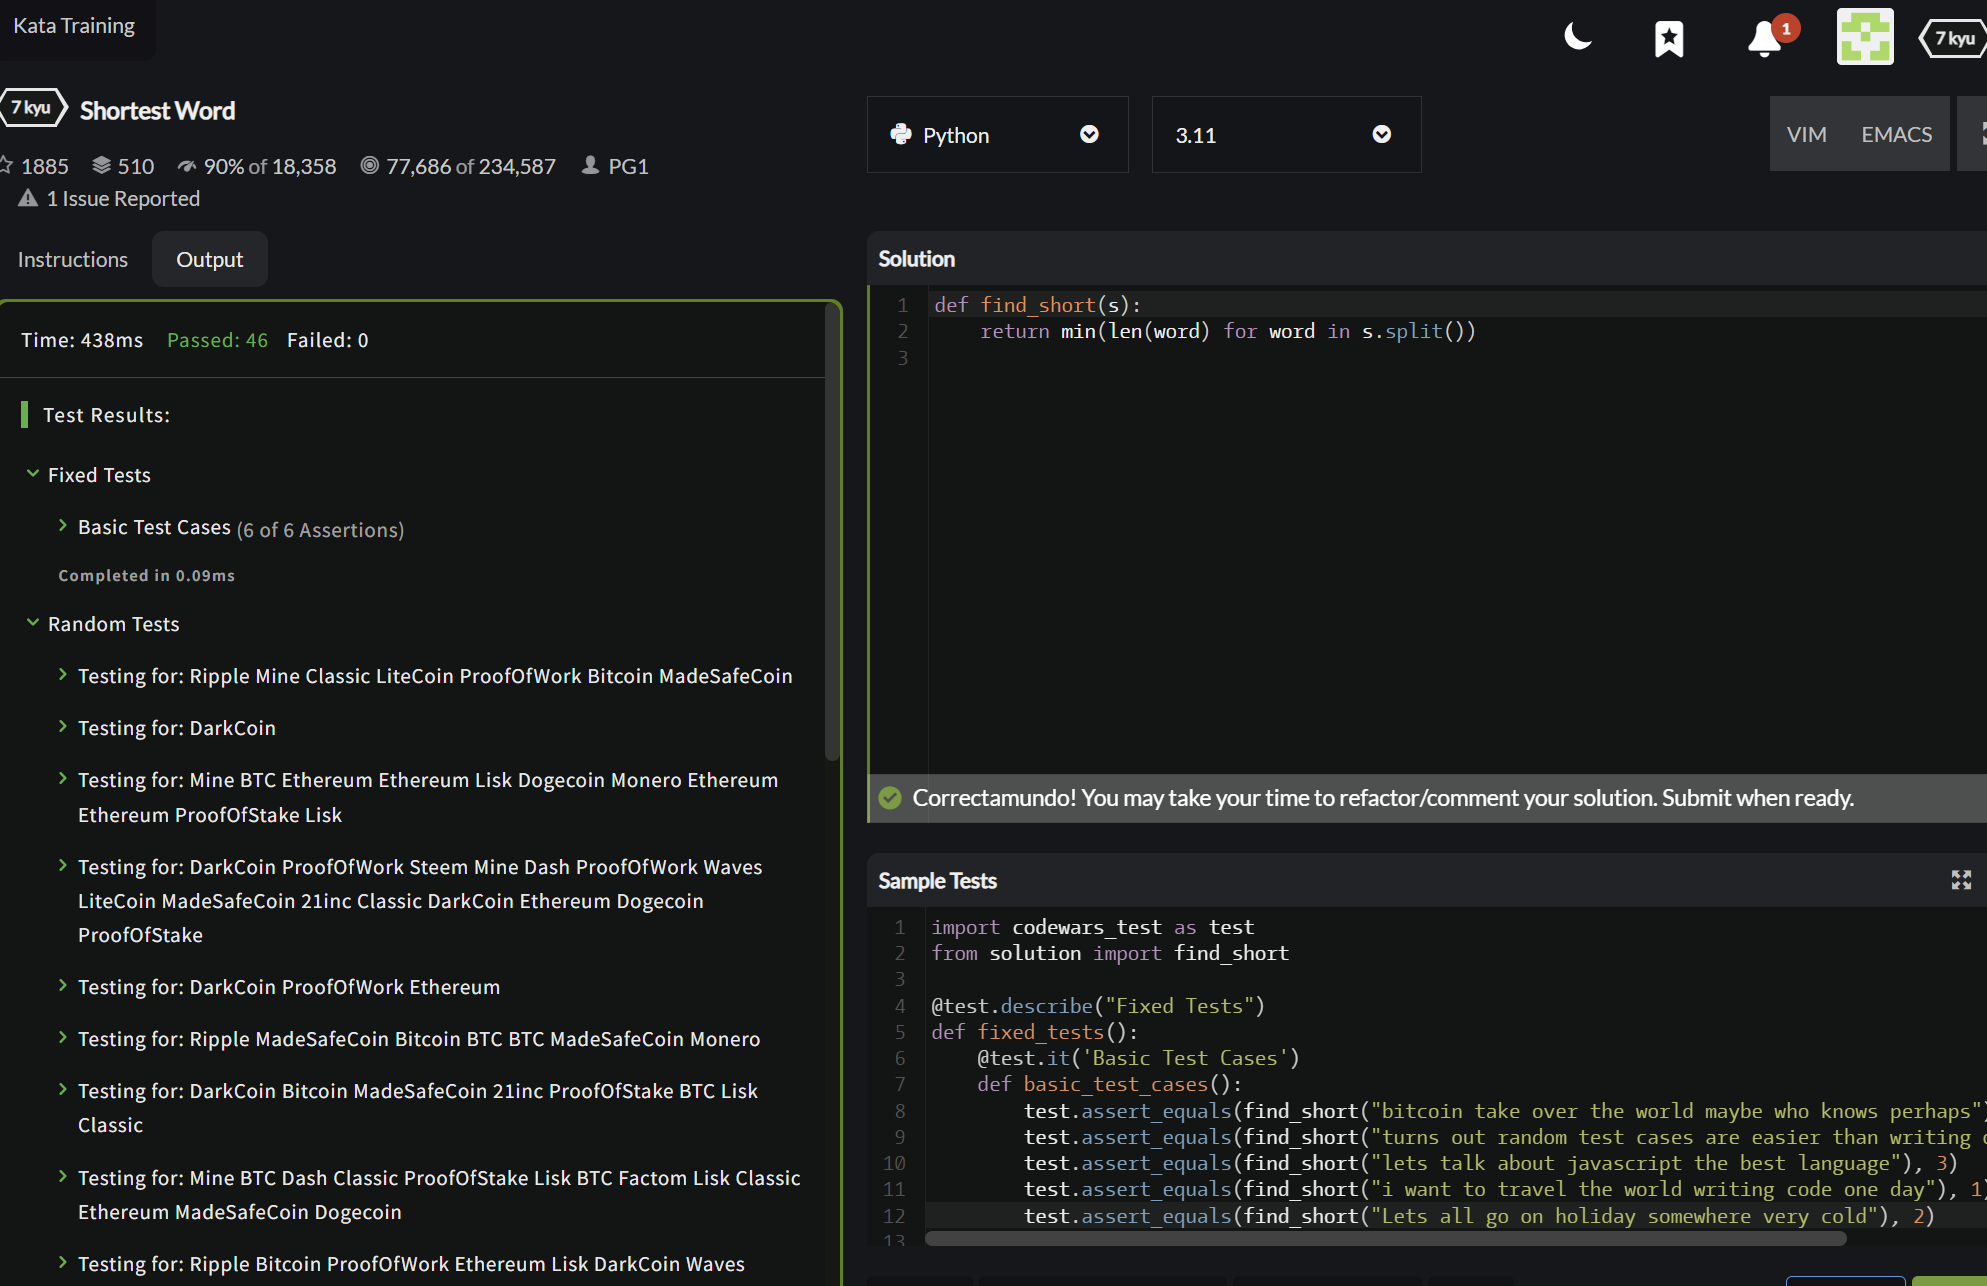 Kata Training
1
7 kyu
7 kyu Shortest Word
1885 510 90% of 18,358 77,686 of 234,587 PG1
1 Issue Reported
Instructions Output
Time: 438ms Passed: 46 Failed: 0
Test Results:
Fixed Tests
Basic Test Cases (6 of 6 Assertions)
Completed in 0.09ms
Random Tests
Testing for: Ripple Mine Classic LiteCoin ProofOfWork Bitcoin MadeSafeCoin
Testing for: DarkCoin
Testing for: Mine BTC Ethereum Ethereum Lisk Dogecoin Monero Ethereum
Ethereum ProofOfStake Lisk
Testing for: DarkCoin ProofOfWork Steem Mine Dash ProofOfWork Waves
LiteCoin MadeSafeCoin 21inc Classic DarkCoin Ethereum Dogecoin
ProofOfStake
Testing for: DarkCoin ProofOfWork Ethereum
Testing for: Ripple MadeSafeCoin Bitcoin BTC BTC MadeSafeCoin Monero
Testing for: DarkCoin Bitcoin MadeSafeCoin 21inc ProofOfStake BTC Lisk
Classic
Testing for: Mine BTC Dash Classic ProofOfStake Lisk BTC Factom Lisk Classic
Ethereum MadeSafeCoin Dogecoin
Testing for: Ripple Bitcoin ProofOfWork Ethereum Lisk DarkCoin Waves
Python 3.11 VIM EMACS
Solution
1 def find_short(s):
2     return min(len(word) for word in s.split())
3
Correctamundo! You may take your time to refactor/comment your solution. Submit when ready.
Sample Tests
1 import codewars_test as test
2 from solution import find_short
3
4 @test.describe("Fixed Tests")
5 def fixed_tests():
6     @test.it('Basic Test Cases')
7     def basic_test_cases():
8         test.assert_equals(find_short("bitcoin take over the world maybe who knows perhaps")
9         test.assert_equals(find_short("turns out random test cases are easier than writing
10         test.assert_equals(find_short("lets talk about javascript the best language"), 3)
11         test.assert_equals(find_short("i want to travel the world writing code one day"), 1)
12         test.assert_equals(find_short("Lets all go on holiday somewhere very cold"), 2)
13